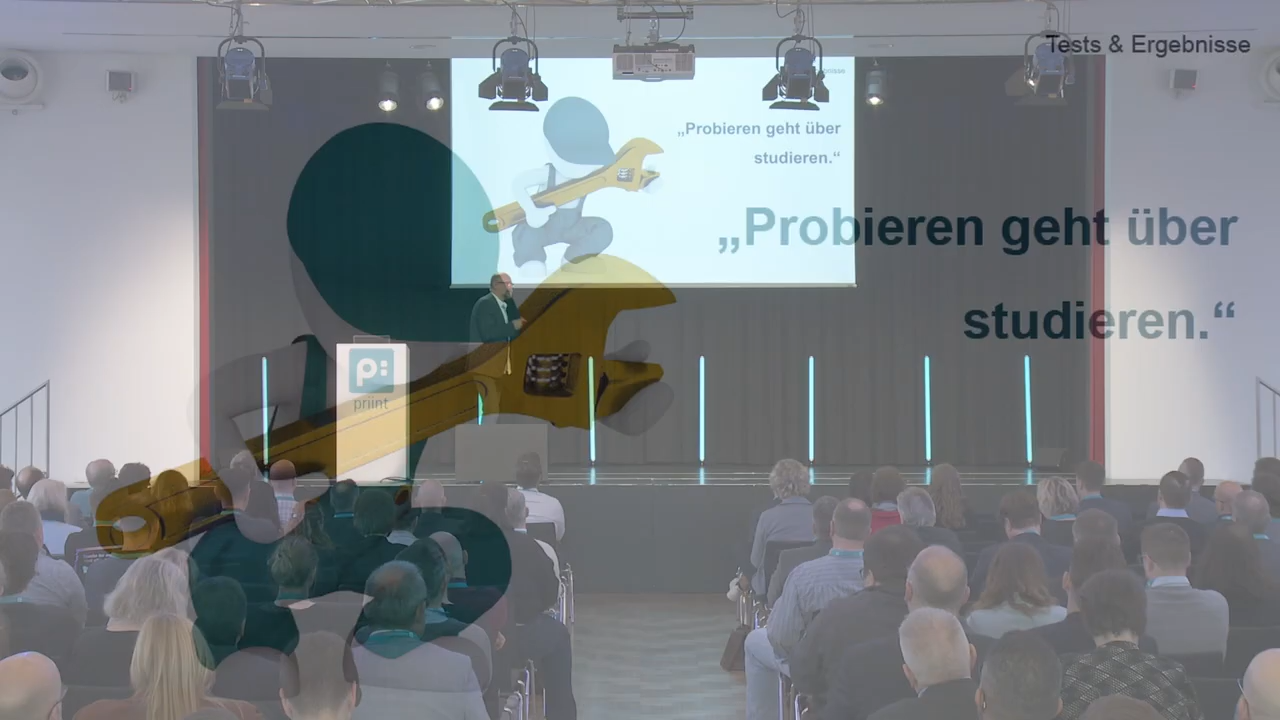 Tests & Ergebnisse
„Probieren geht über
studieren.“
„Probieren geht über
studieren.“
p:
priint